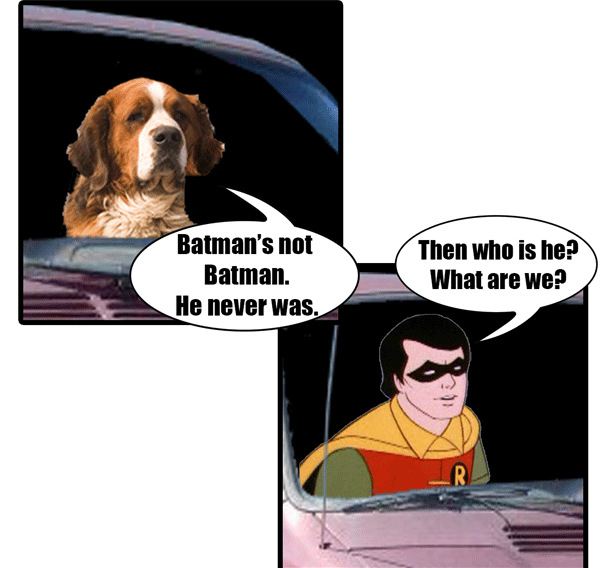 Batman's not
Batman.
He never was.
Then who is he?
What are we?
R